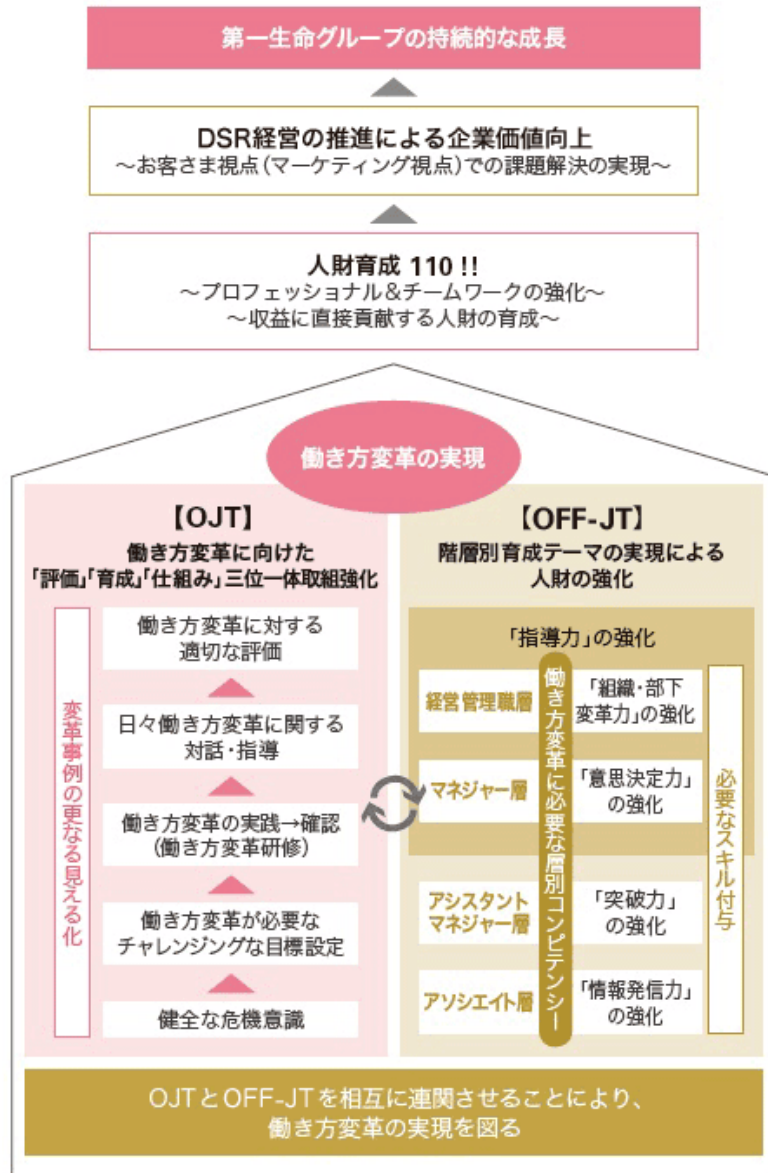 第一生命グループの持続的な成長
DSR経営の推進による企業価値向上
～お客さま視点（マーケティング視点）での課題解決の実現～
人財育成 110 !!
～プロフェッショナル＆チームワークの強化～
～収益に直接貢献する人財の育成～
働き方変革の実現
【OJT】
働き方変革に向けた
「評価」「育成」「仕組み」三位一体取組強化
変革事例の更なる見える化
働き方変革に対する
適切な評価
日々働き方変革に関する
対話・指導
働き方変革の実践→確認
（働き方変革研修）
働き方変革が必要な
チャレンジングな目標設定
健全な危機意識
【OFF-JT】
階層別育成テーマの実現による
人財の強化
「指導力」の強化
経営管理職層
マネジャー層
アシスタント
マネジャー層
アソシエイト層
働き方変革に必要な層別コンピテンシー
「組織・部下
変革力」の強化
「意思決定力」
の強化
「突破力」
の強化
「情報発信力」
の強化
必要なスキル付与
OJTとOFF-JTを相互に連関させることにより、
働き方変革の実現を図る